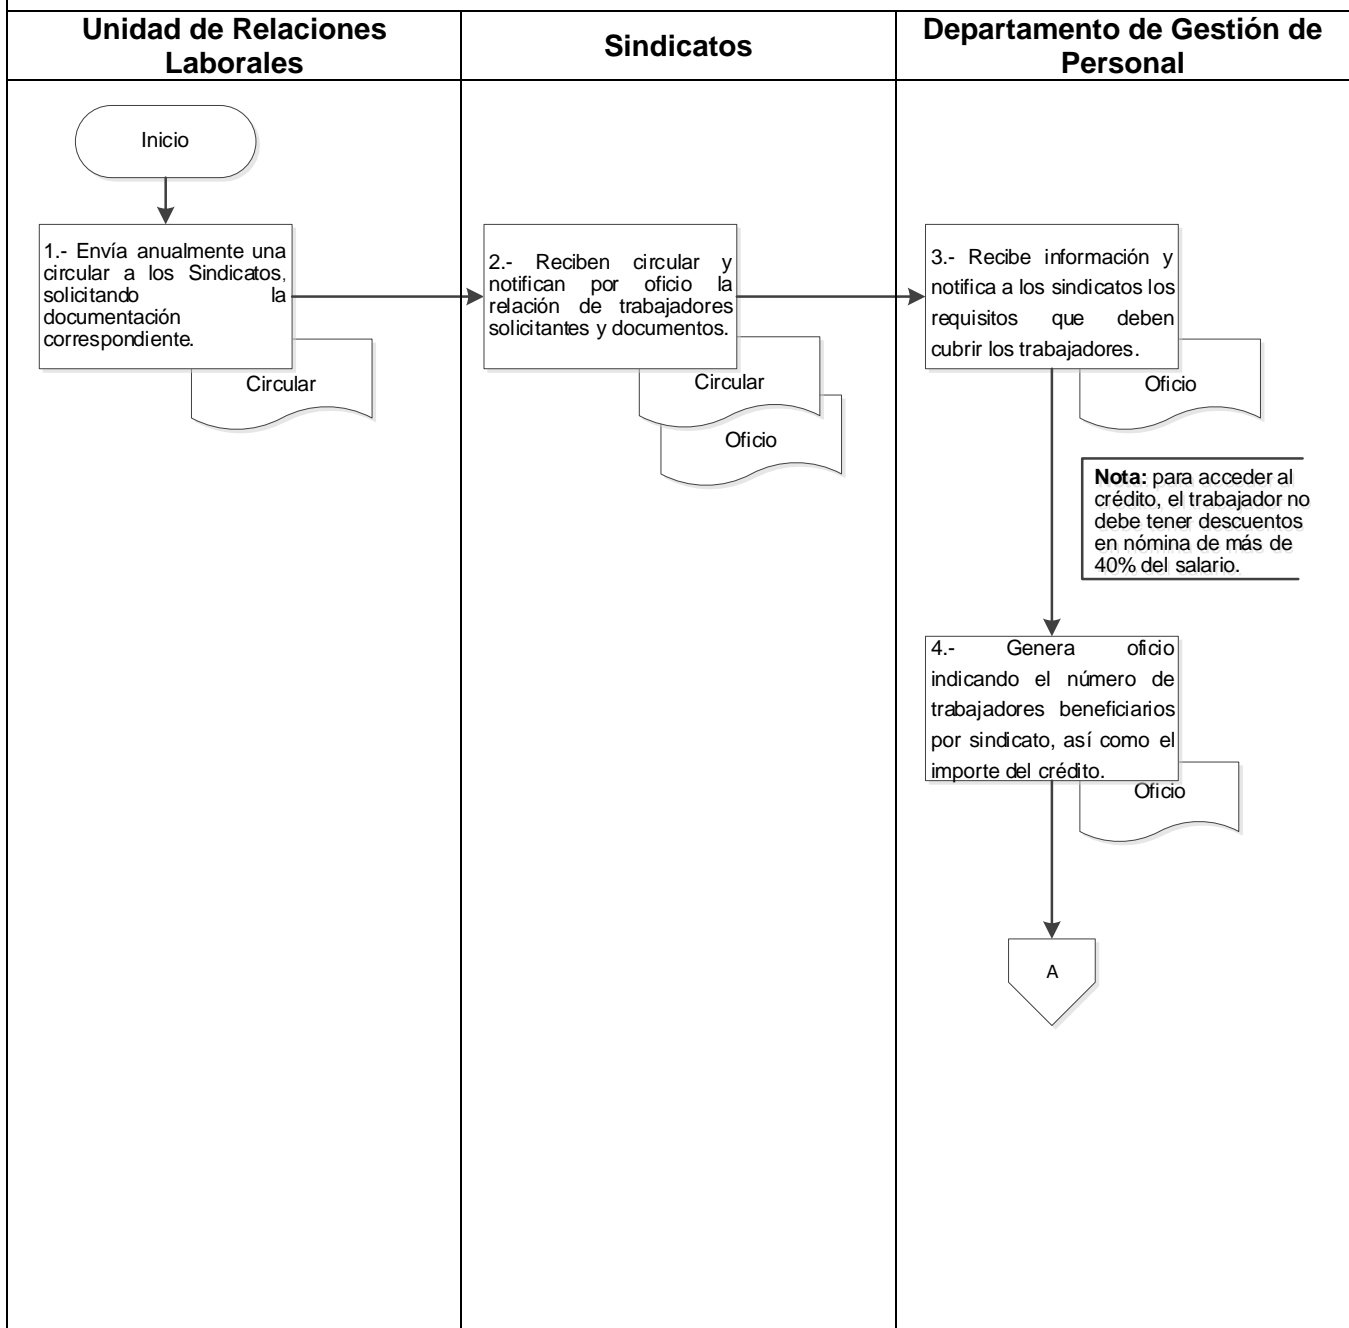 Unidad de Relaciones
Laborales
Sindicatos
Departamento de Gestión de
Personal
Inicio
1.- Envía anualmente una
circular a los Sindicatos,
solicitando la
documentación
correspondiente.
Circular
2.- Reciben circular y
notifican por oficio la
relación de trabajadores
solicitantes y documentos.
Circular
Oficio
3.- Recibe información y
notifica a los sindicatos los
requisitos que deben
cubrir los trabajadores.
Oficio
Nota: para acceder al
crédito, el trabajador no
debe tener descuentos
en nómina de más de
40% del salario.
4.- Genera oficio
indicando el número de
trabajadores beneficiarios
por sindicato, así como el
importe del crédito.
Oficio
A